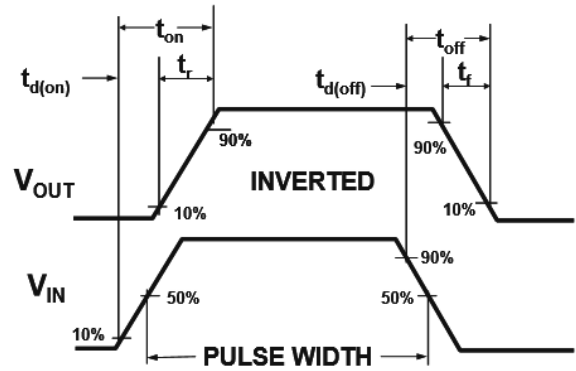 t_on t_off
t_d(on) t_r t_d(off) t_f
90% 90%
V_OUT INVERTED
10% 10%
V_IN 90%
50% 50%
10%
PULSE WIDTH